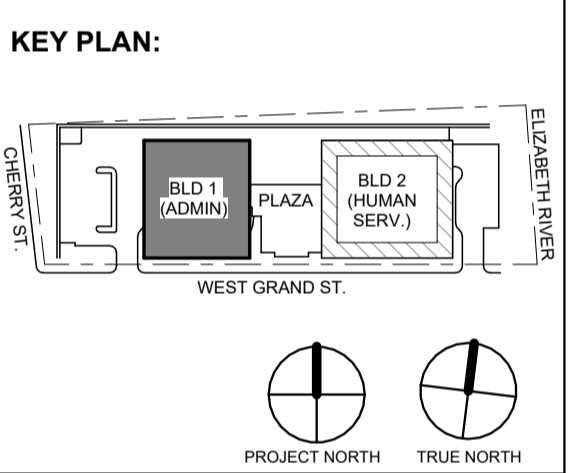 KEY PLAN:
CHERRY ST.
BLD 1
(ADMIN)
PLAZA
BLD 2
(HUMAN
SERV.)
ELIZABETH RIVER
WEST GRAND ST.
PROJECT NORTH
TRUE NORTH